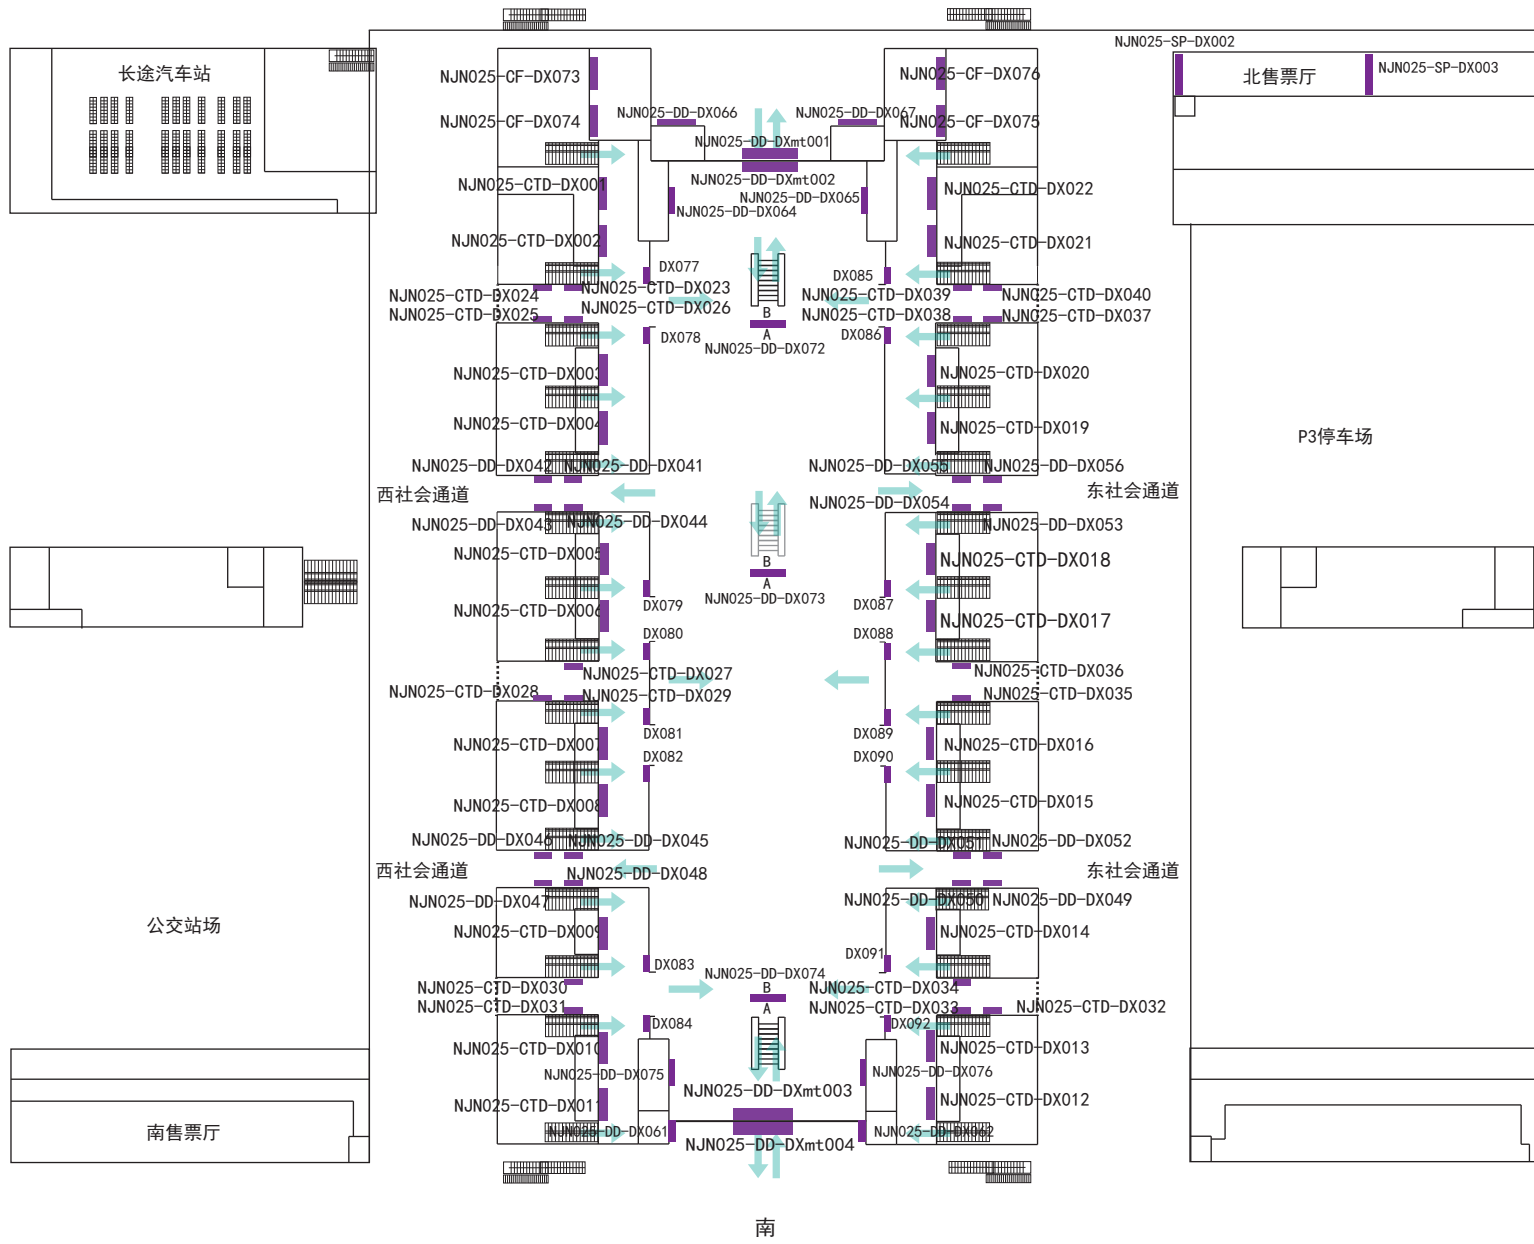 NJN025-SP-DX002
长途汽车站
NJN025-CF-DX073
NJN025-CF-DX076
北售票厅
NJN025-SP-DX003
NJN025-CF-DX074
NJN025-DD-DX066
NJN025-DD-DX067
NJN025-CF-DX075
NJN025-DD-DXmt001
NJN025-CTD-DX001
NJN025-DD-DXmt002
NJN025-CTD-DX022
NJN025-DD-DX065
NJN025-DD-DX064
NJN025-CTD-DX002
NJN025-CTD-DX021
DX077
DX085
NJN025-CTD-DX024
NJN025-CTD-DX023
NJN025-CTD-DX039
NJN025-CTD-DX040
NJN025-CTD-DX025
NJN025-CTD-DX026
B
NJN025-CTD-DX038
NJN025-CTD-DX037
DX078
A
DX086
NJN025-DD-DX072
NJN025-CTD-DX003
NJN025-CTD-DX020
NJN025-CTD-DX004
NJN025-CTD-DX019
P3停车场
NJN025-DD-DX042
NJN025-DD-DX041
NJN025-DD-DX055
NJN025-DD-DX056
西社会通道
东社会通道
NJN025-DD-DX054
NJN025-DD-DX043
NJN025-DD-DX044
NJN025-DD-DX053
NJN025-CTD-DX005
B
NJN025-CTD-DX018
A
NJN025-DD-DX073
NJN025-CTD-DX006
DX079
DX087
NJN025-CTD-DX017
DX080
DX088
NJN025-CTD-DX027
NJN025-CTD-DX036
NJN025-CTD-DX028
NJN025-CTD-DX029
NJN025-CTD-DX035
DX081
DX089
NJN025-CTD-DX007
NJN025-CTD-DX016
DX082
DX090
NJN025-CTD-DX008
NJN025-CTD-DX015
NJN025-DD-DX046
NJN025-DD-DX045
NJN025-DD-DX051
NJN025-DD-DX052
西社会通道
NJN025-DD-DX048
东社会通道
NJN025-DD-DX047
NJN025-DD-DX050
NJN025-DD-DX049
公交站场
NJN025-CTD-DX009
NJN025-CTD-DX014
DX083
DX091
NJN025-DD-DX074
NJN025-CTD-DX030
B
NJN025-CTD-DX034
NJN025-CTD-DX031
A
NJN025-CTD-DX033
NJN025-CTD-DX032
DX084
DX092
NJN025-CTD-DX010
NJN025-CTD-DX013
NJN025-DD-DX075
NJN025-DD-DX076
NJN025-DD-DXmt003
NJN025-CTD-DX011
NJN025-CTD-DX012
南售票厅
NJN025-DD-DX061
NJN025-DD-DX062
NJN025-DD-DXmt004
南